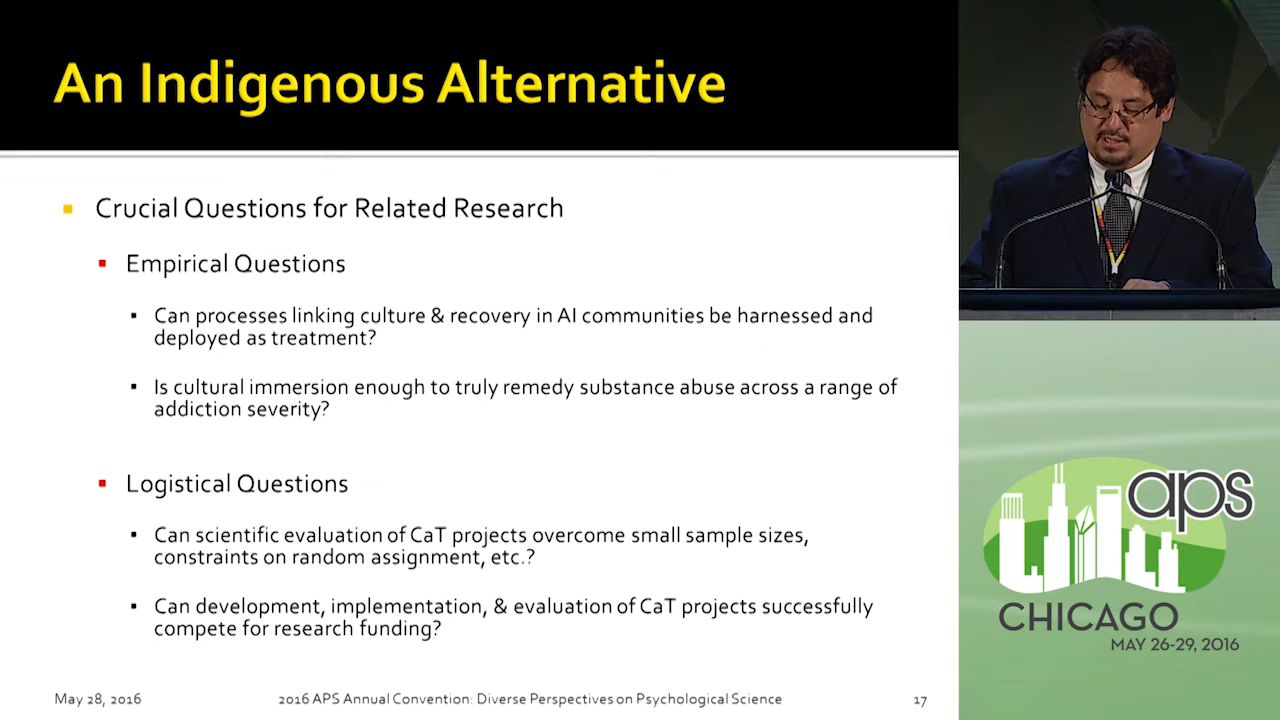 An Indigenous Alternative
Crucial Questions for Related Research
Empirical Questions
Can processes linking culture & recovery in AI communities be harnessed and
deployed as treatment?
Is cultural immersion enough to truly remedy substance abuse across a range of
addiction severity?
Logistical Questions
Can scientific evaluation of CaT projects overcome small sample sizes,
constraints on random assignment, etc.?
Can development, implementation, & evaluation of CaT projects successfully
compete for research funding?
May 28, 2016
2016 APS Annual Convention: Diverse Perspectives on Psychological Science
17
aps
CHICAGO
MAY 26-29, 2016